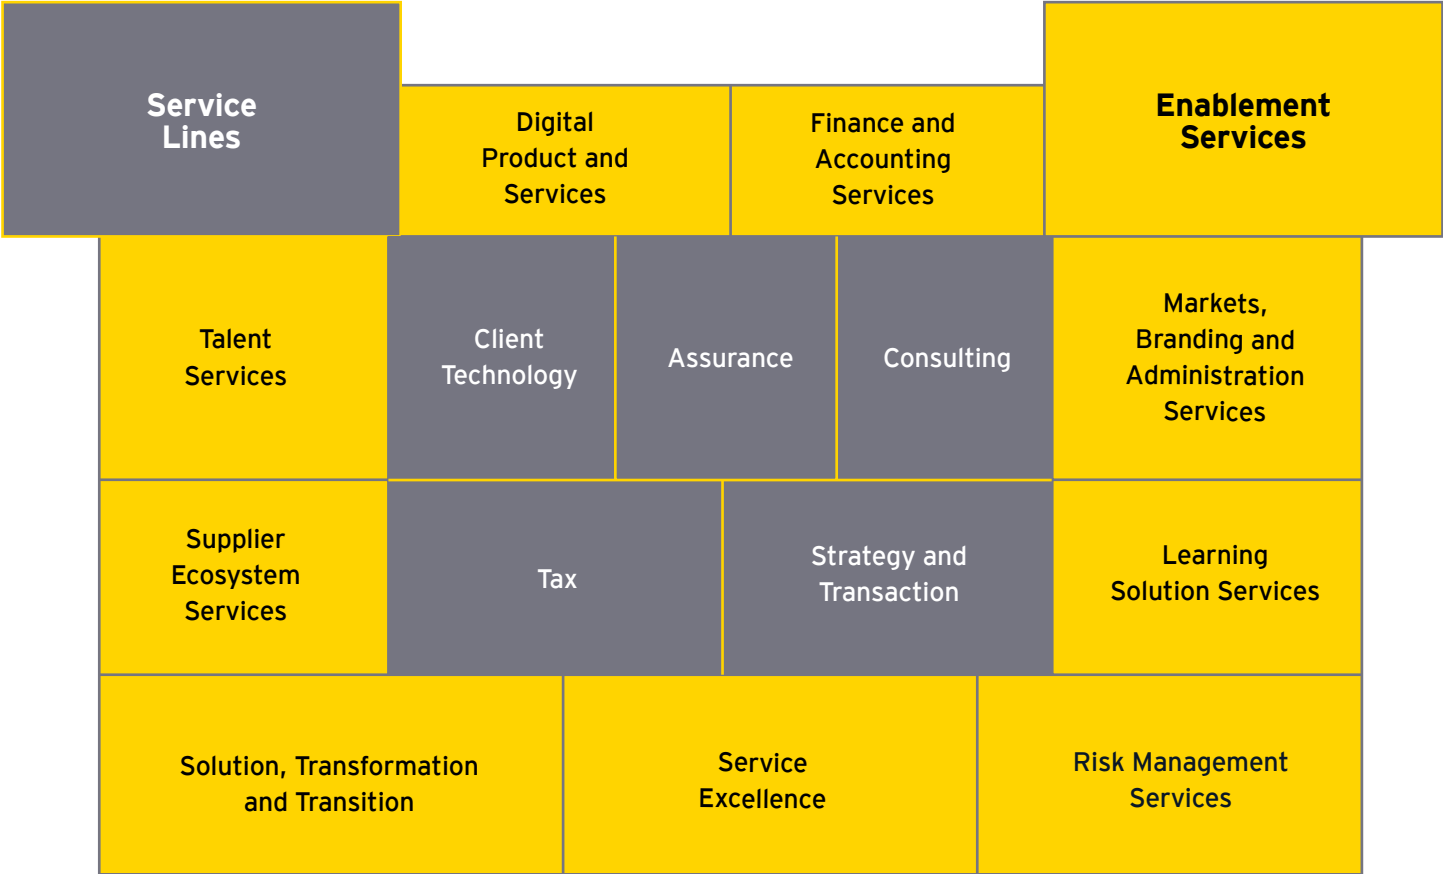 Service
Lines
Digital
Product and
Services
Finance and
Accounting
Services
Enablement
Services
Talent
Services
Client
Technology
Assurance
Consulting
Markets,
Branding and
Administration
Services
Supplier
Ecosystem
Services
Tax
Strategy and
Transaction
Learning
Solution Services
Solution, Transformation
and Transition
Service
Excellence
Risk Management
Services